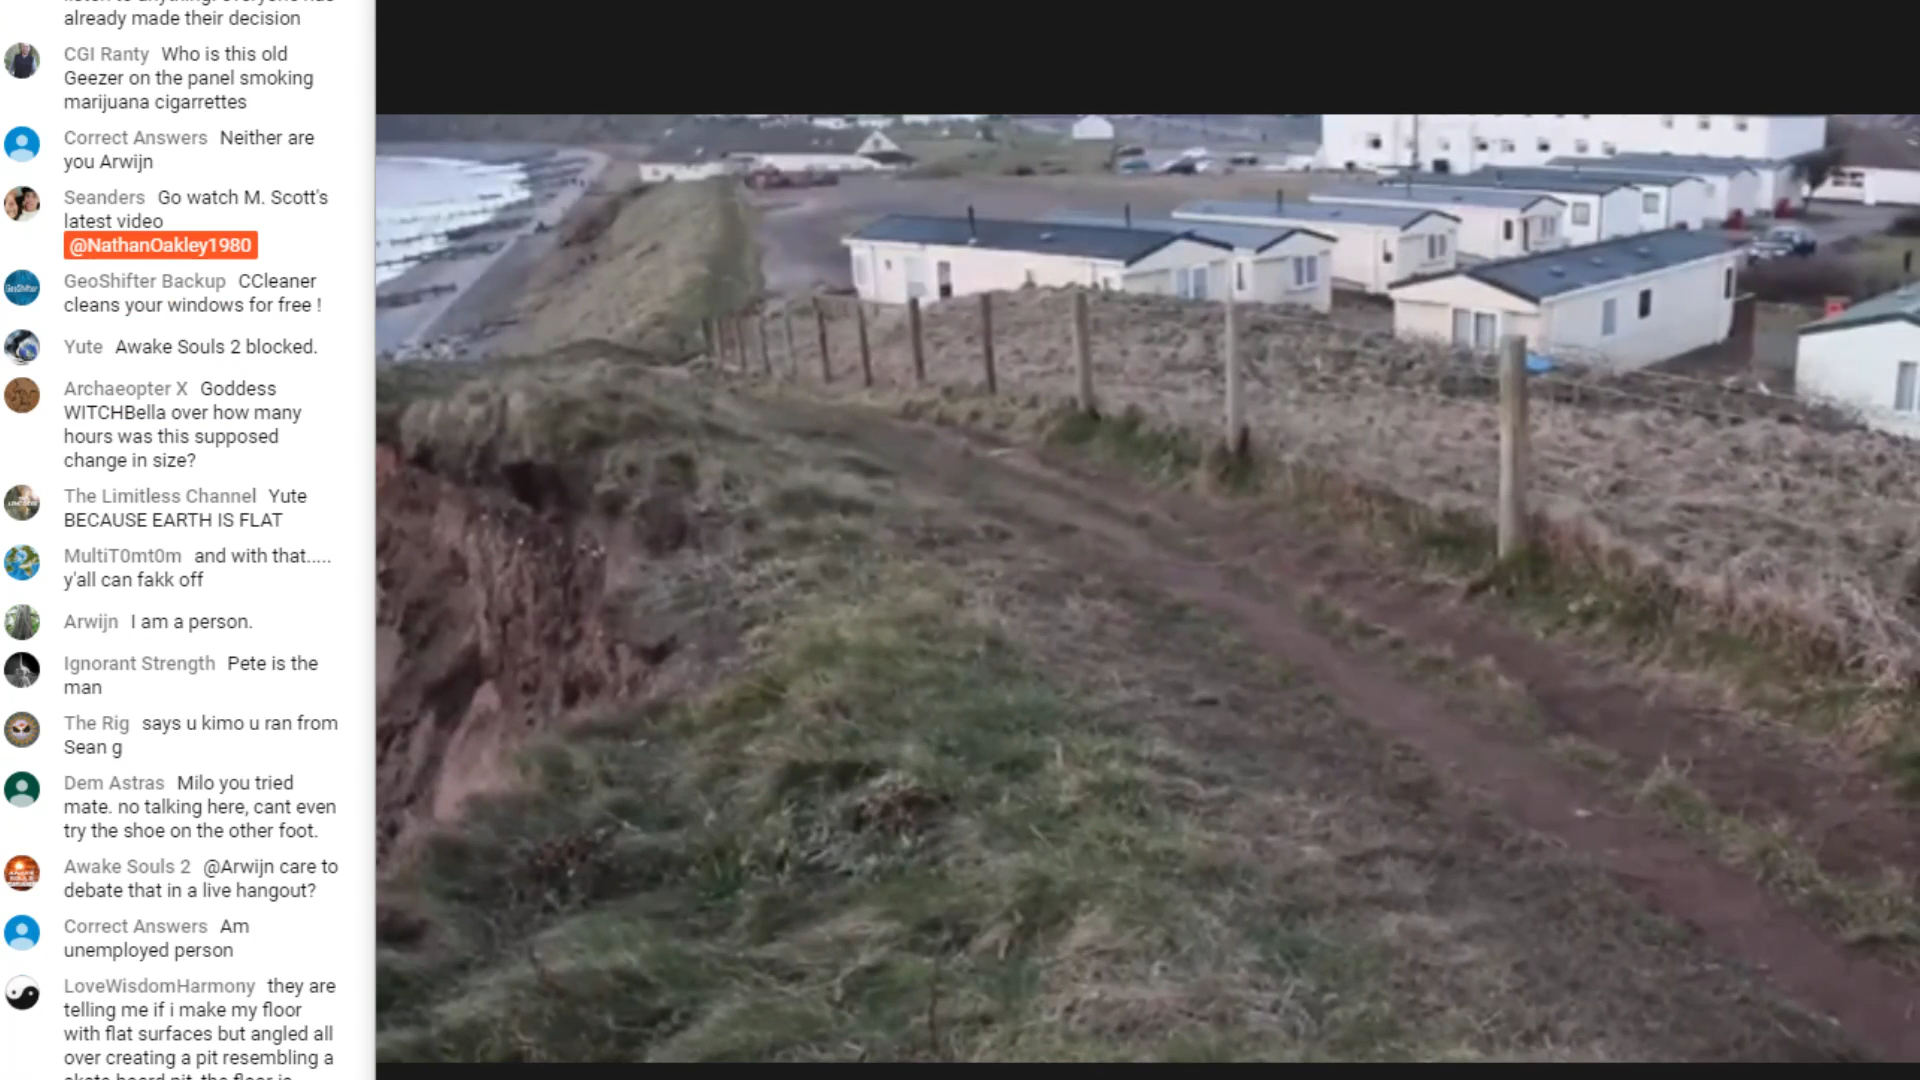 already made their decision
CGI Ranty Who is this old
Geezer on the panel smoking
marijuana cigarrettes
Correct Answers Neither are
you Arwijn
Seanders Go watch M. Scott's
latest video
@NathanOakley1980
GeoShifter Backup CCleaner
cleans your windows for free !
Yute Awake Souls 2 blocked.
Archaeopter X Goddess
WITCHBella over how many
hours was this supposed
change in size?
The Limitless Channel Yute
BECAUSE EARTH IS FLAT
MultiT0mt0m and with that.....
y'all can fakk off
Arwijn I am a person.
Ignorant Strength Pete is the
man
The Rig says u kimo u ran from
Sean g
Dem Astras Milo you tried
mate. no talking here, cant even
try the shoe on the other foot.
Awake Souls 2 @Arwijn care to
debate that in a live hangout?
Correct Answers Am
unemployed person
LoveWisdomHarmony they are
telling me if i make my floor
with flat surfaces but angled all
over creating a pit resembling a